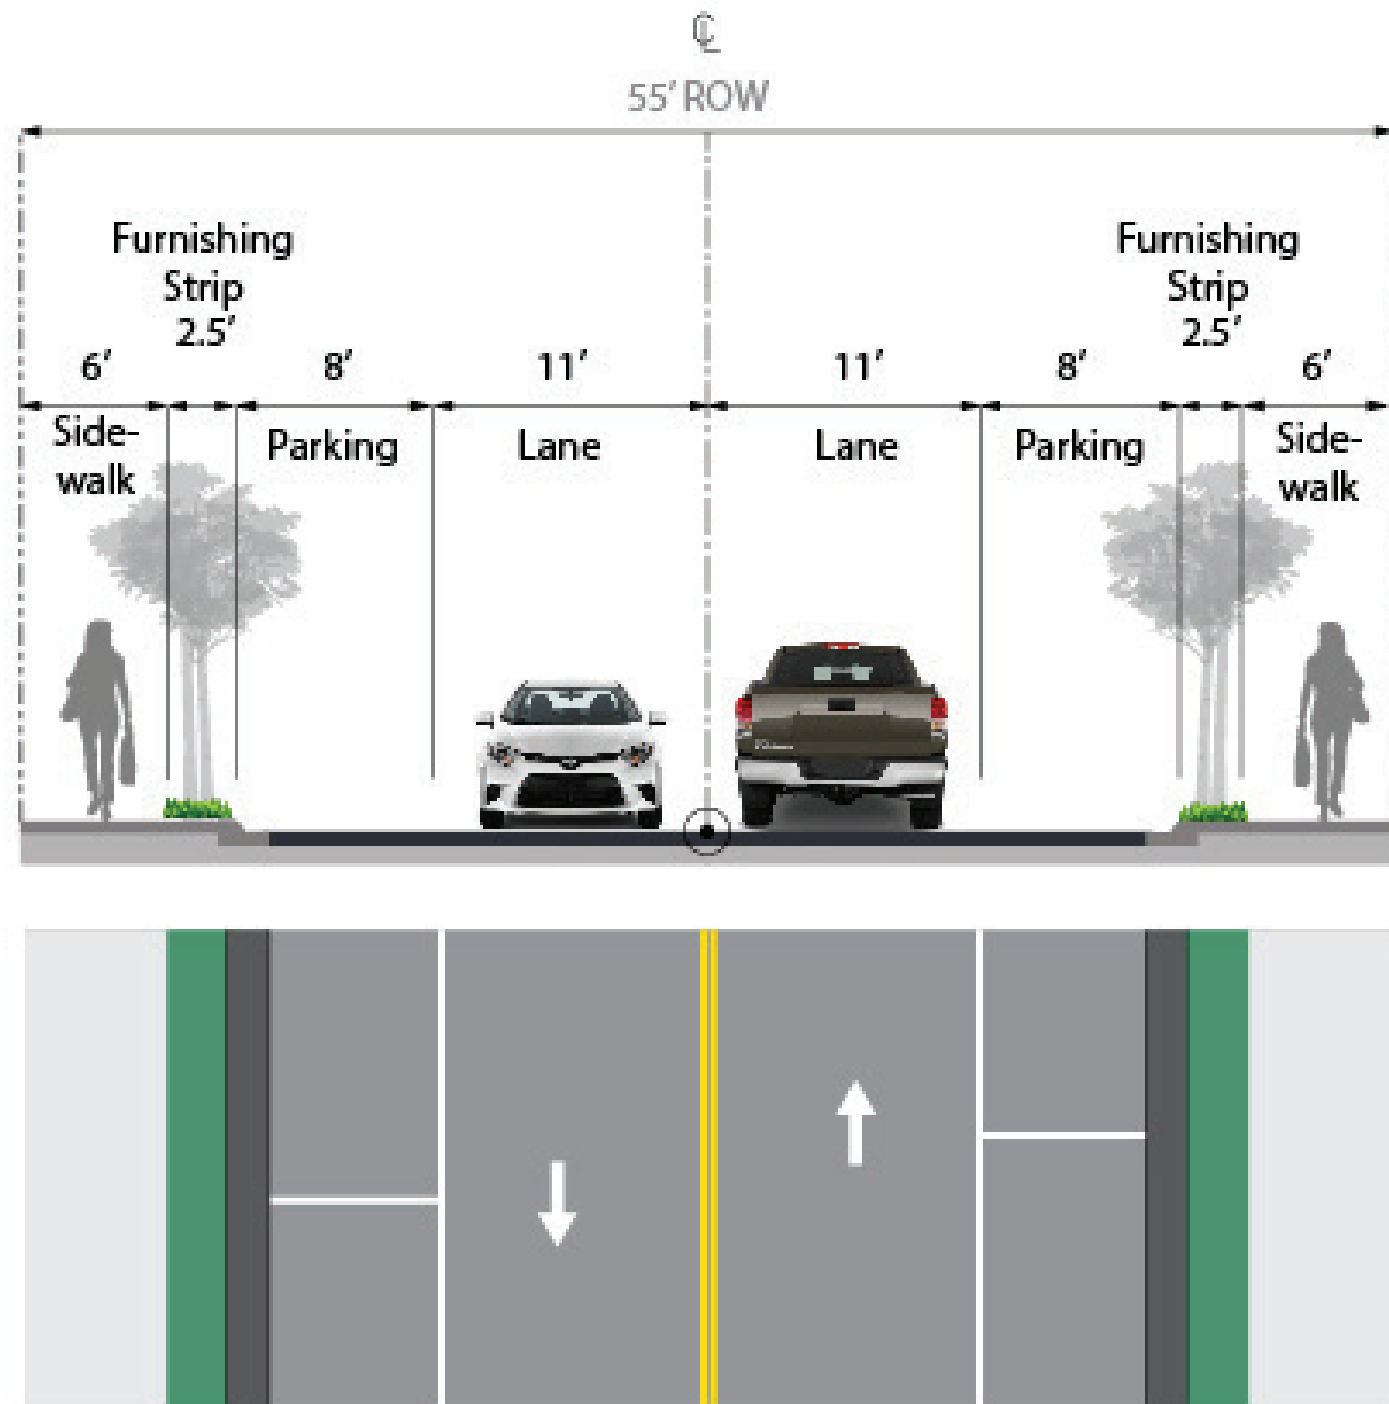 ℄
55' ROW
Furnishing
Strip
2.5'
Furnishing
Strip
2.5'
6'
8'
11'
11'
8'
6'
Side-
walk
Parking
Lane
Lane
Parking
Side-
walk